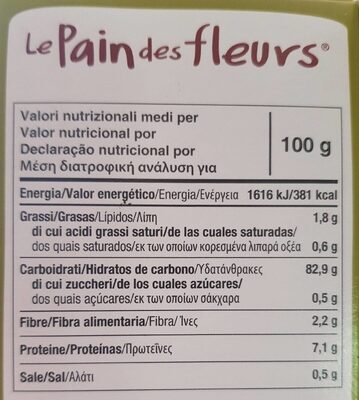 Le Pain des fleurs®
Valori nutrizionali medi per
Valor nutricional por
Declaração nutricional por
Μέση διατροφική ανάλυση για
100 g
Energia/Valor energético/Energia/Ενέργεια 1616 kJ/381 kcal
Grassi/Grasas/Lípidos/Λίπη 1,8 g
di cui acidi grassi saturi/de las cuales saturadas/
dos quais saturados/εκ των οποίων κορεσμένα λιπαρά οξέα 0,6 g
Carboidrati/Hidratos de carbono/Υδατάνθρακες 82,9 g
di cui zuccheri/de los cuales azúcares/
dos quais açúcares/εκ των οποίων σάκχαρα 0,5 g
Fibre/Fibra alimentaria/Fibra/Ίνες 2,2 g
Proteine/Proteínas/Πρωτεΐνες 7,1 g
Sale/Sal/Αλάτι 0,5 g